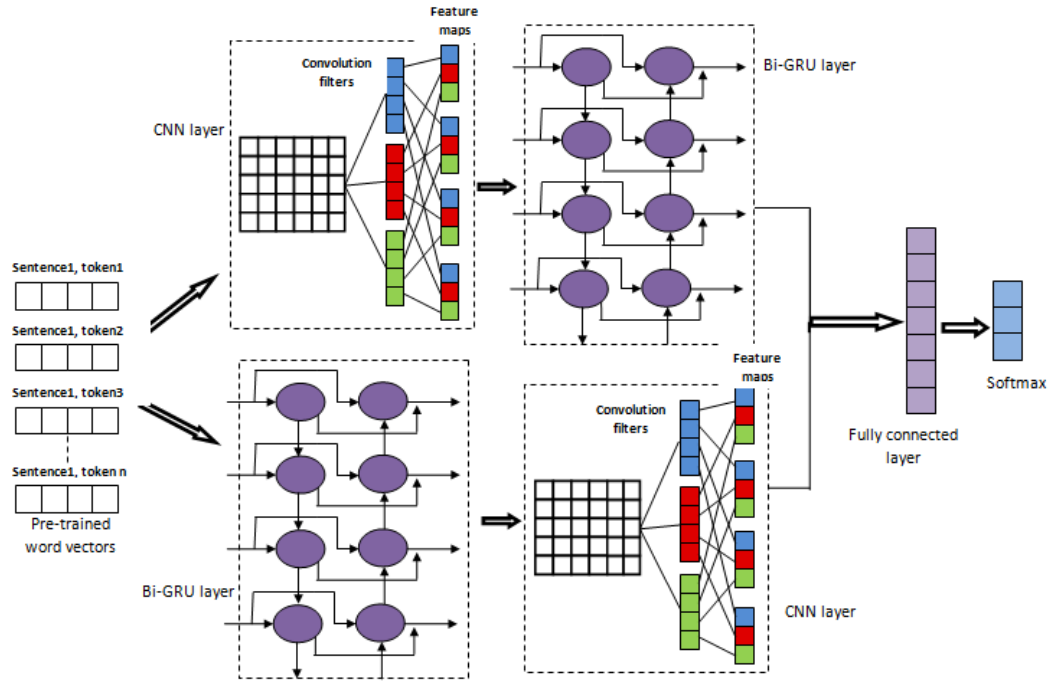 Feature
maps
Convolution
filters
CNN layer
Bi-GRU layer
Sentence1, token1
Sentence1, token2
Sentence1, token3
Sentence1, token n
Pre-trained
word vectors
Bi-GRU layer
Feature
maps
Convolution
filters
CNN layer
Fully connected
layer
Softmax